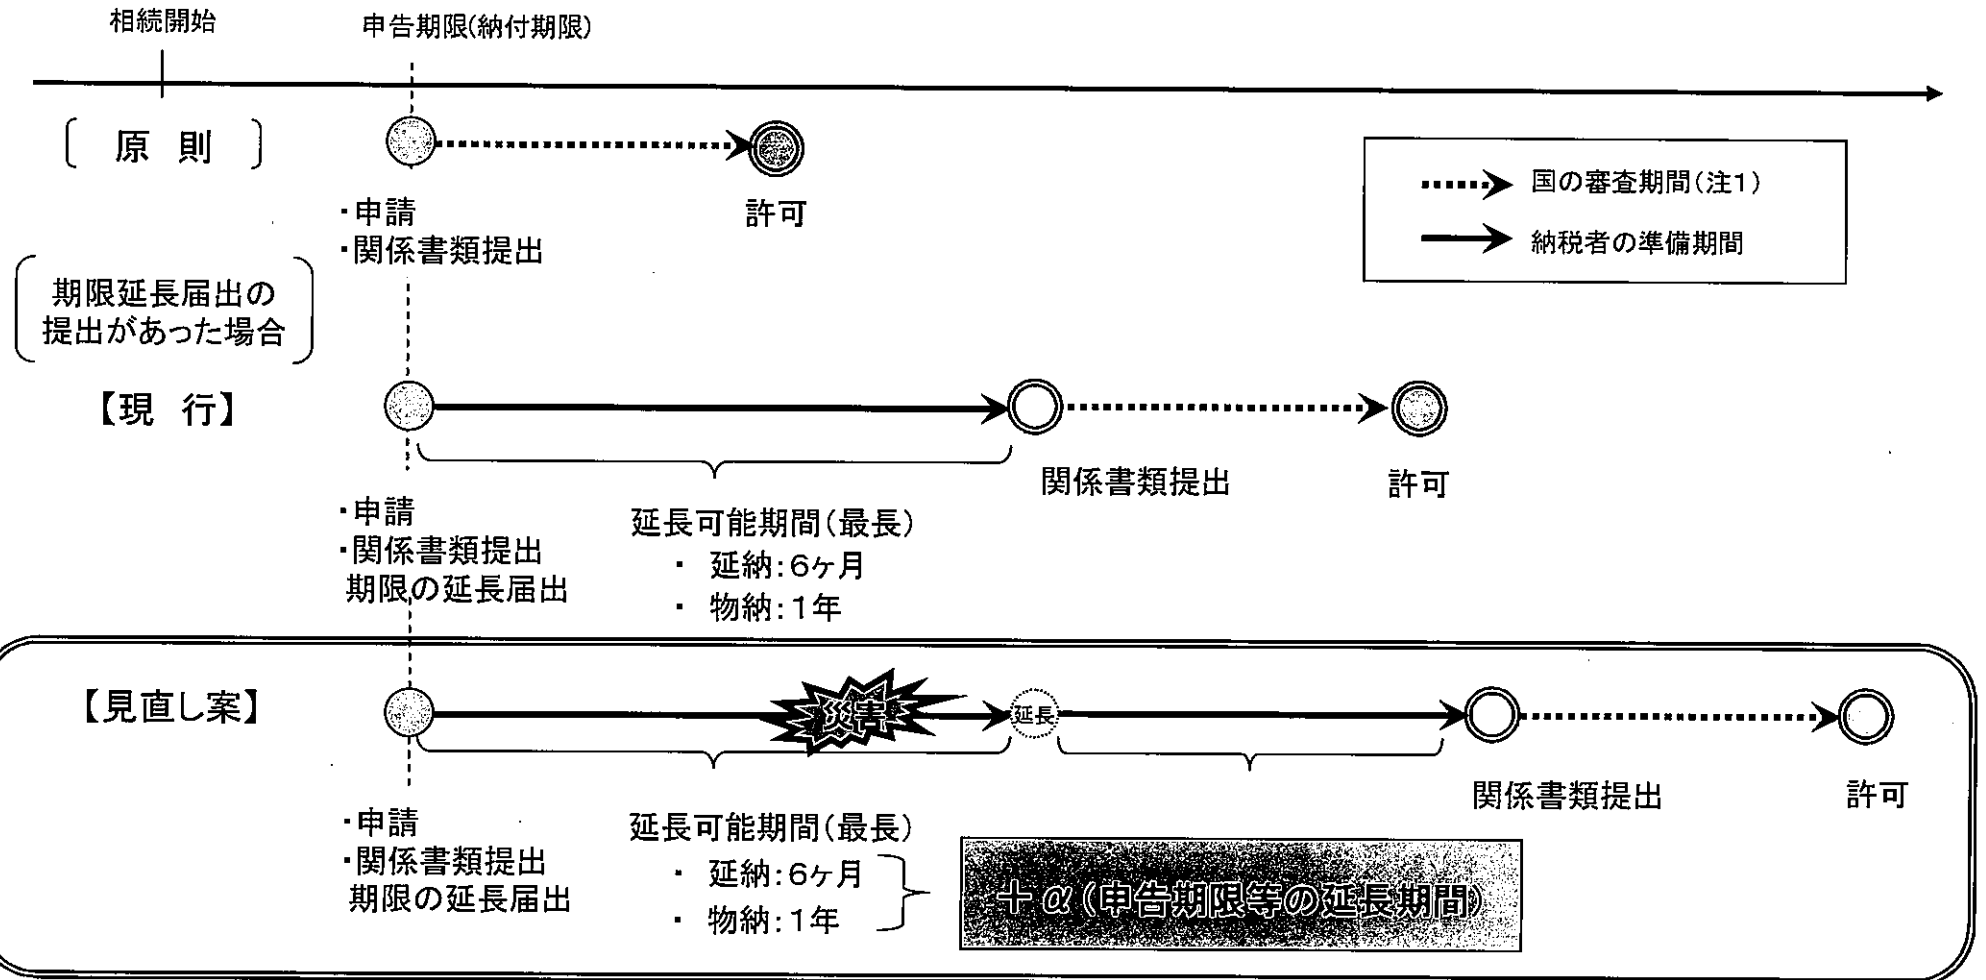 相続開始
申告期限(納付期限)
〔 原 則 〕
・申請
・関係書類提出
許可
国の審査期間(注1)
納税者の準備期間
期限延長届出の
提出があった場合
【現 行】
・申請
・関係書類提出
期限の延長届出
延長可能期間(最長)
・ 延納:6ヶ月
・ 物納:1年
関係書類提出
許可
【見直し案】
災害
延長
・申請
・関係書類提出
期限の延長届出
延長可能期間(最長)
・ 延納:6ヶ月
・ 物納:1年
+α(申告期限等の延長期間)
関係書類提出
許可